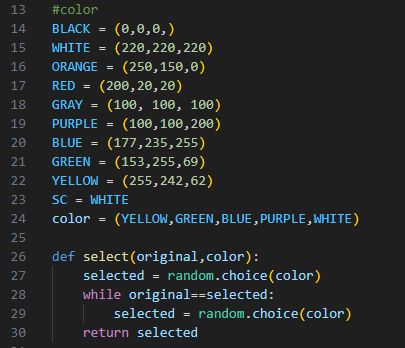 13 #color
14 BLACK = (0,0,0,)
15 WHITE = (220,220,220)
16 ORANGE = (250,150,0)
17 RED = (200,20,20)
18 GRAY = (100, 100, 100)
19 PURPLE = (100,100,200)
20 BLUE = (177,235,255)
21 GREEN = (153,255,69)
22 YELLOW = (255,242,62)
23 SC = WHITE
24 color = (YELLOW,GREEN,BLUE,PURPLE,WHITE)
25
26 def select(original,color):
27     selected = random.choice(color)
28     while original==selected:
29         selected = random.choice(color)
30     return selected